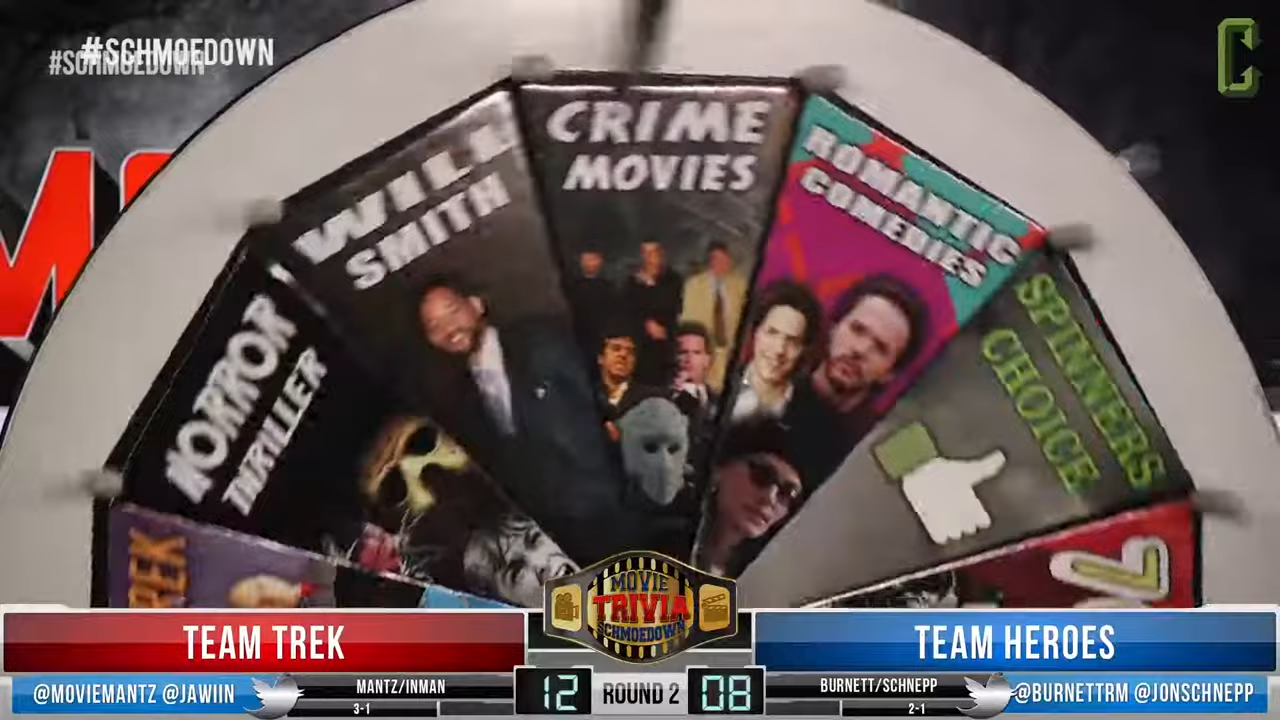 #SCHMOEDOWN
#SCHMOEDOWN
CRIME
MOVIES
WILL
SMITH
ROMANTIC
COMEDIES
HORROR
THRILLER
SPINNERS
CHOICE
MOVIE
TRIVIA
SCHMOEDOWN
TEAM TREK
TEAM HEROES
@MOVIEMANTZ @JAWIIN
MANTZ/INMAN
3-1
12
ROUND 2
08
BURNETT/SCHNEPP
2-1
@BURNETTRM @JONSCHNEPP